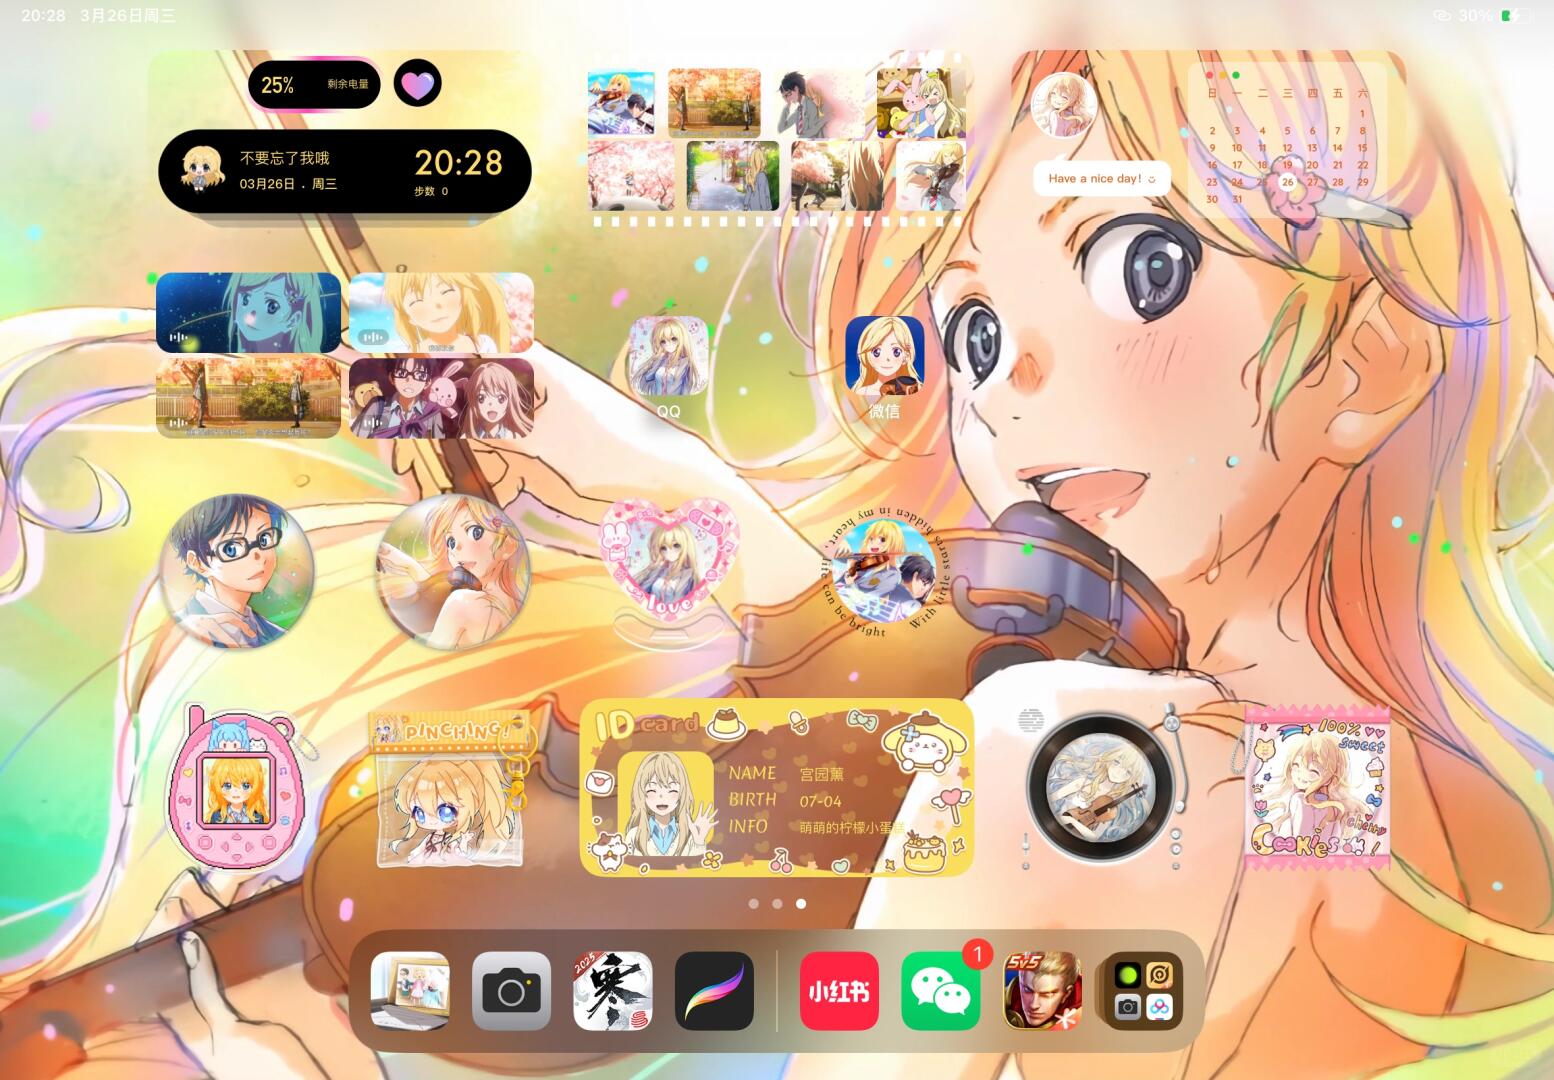 20:28 3月26日周三
30%
25% 剩余电量
不要忘了我哦
03月26日 . 周三
20:28
步数 0
Have a nice day!
日 一 二 三 四 五 六
1
2 3 4 5 6 7 8
9 10 11 12 13 14 15
16 17 18 19 20 21 22
23 24 25 26 27 28 29
30 31
QQ
微信
love
With little stars hidden in my heart, life can be bright
PINCHING!
ID card
NAME 宫园薰
BIRTH 07-04
INFO 萌萌的柠檬小蛋糕
100%
sweet
cherry
Cookies!
2025
寒
小红书
1
5v5